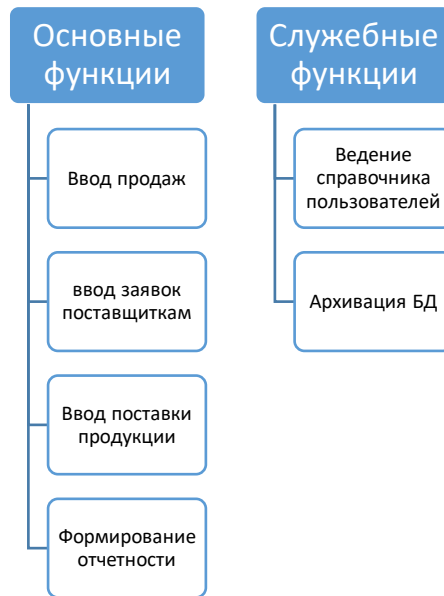 Основные
функции
Ввод продаж
ввод заявок
поставщиткам
Ввод поставки
продукции
Формирование
отчетности
Служебные
функции
Ведение
справочника
пользователей
Архивация БД